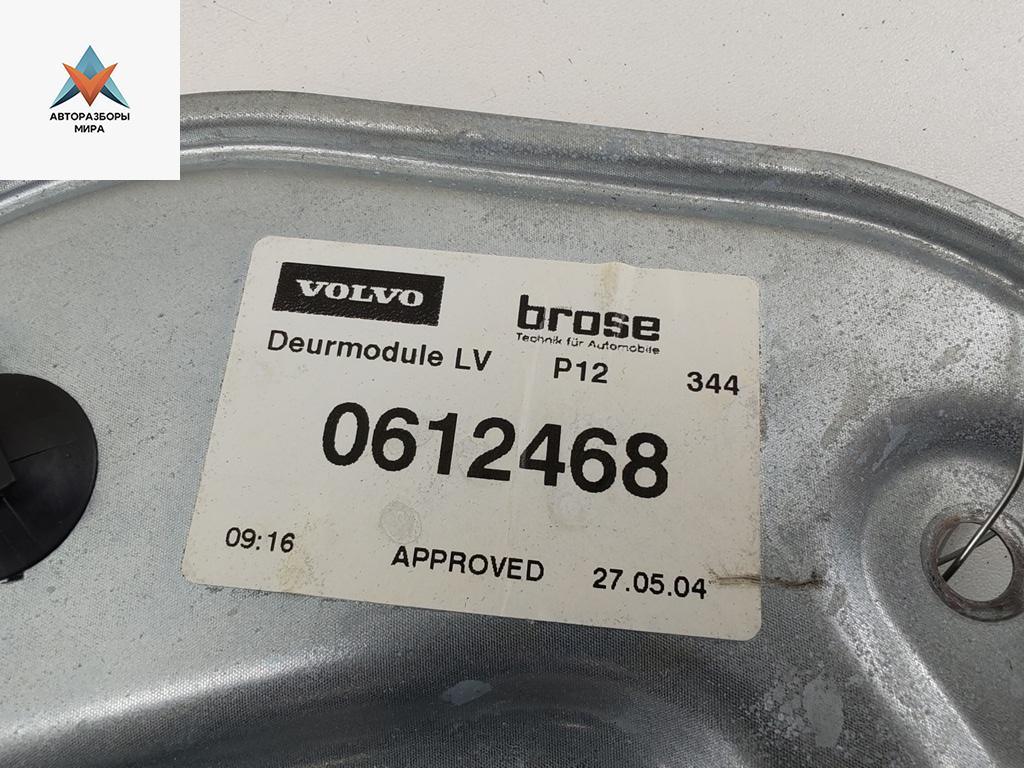 АВТОРАЗБОРЫ
МИРА
VOLVO
brose
Technik für Automobile
Deurmodule LV P12 344
0612468
09:16 APPROVED 27.05.04